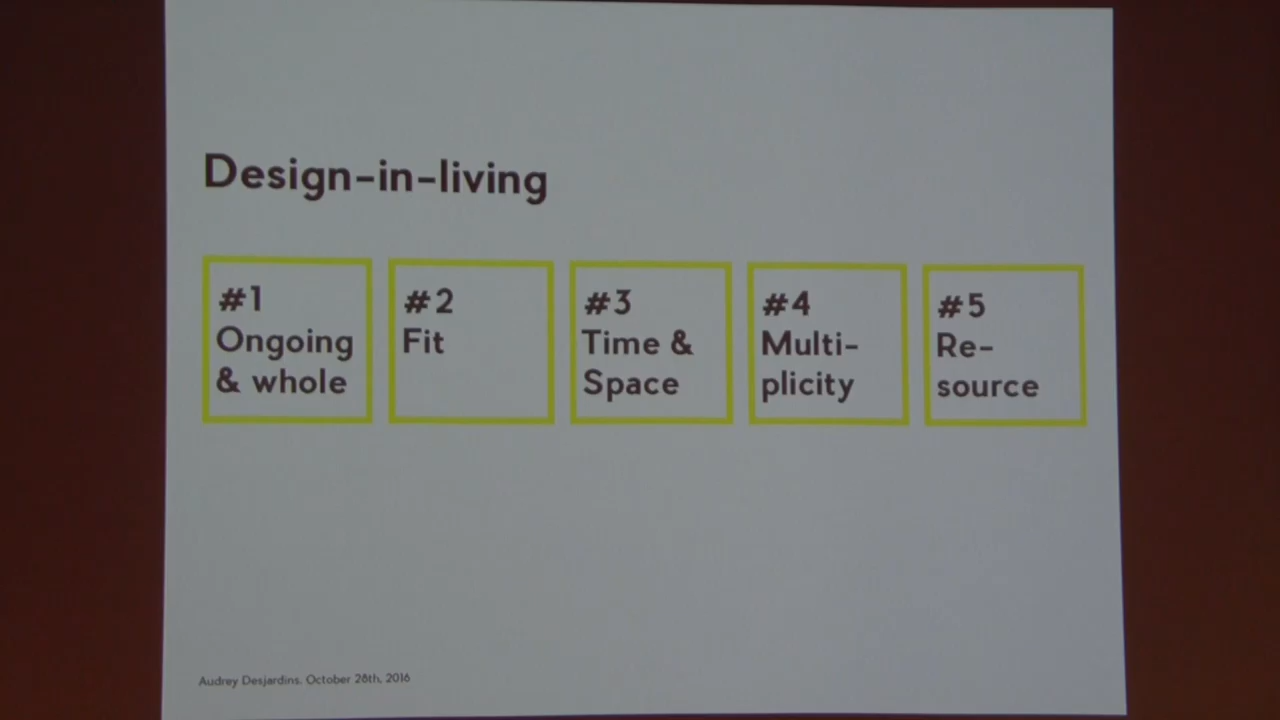 Design-in-living
#1
Ongoing
& whole
#2
Fit
#3
Time &
Space
#4
Multi-
plicity
#5
Re-
source
Audrey Desjardins. October 28th, 2016